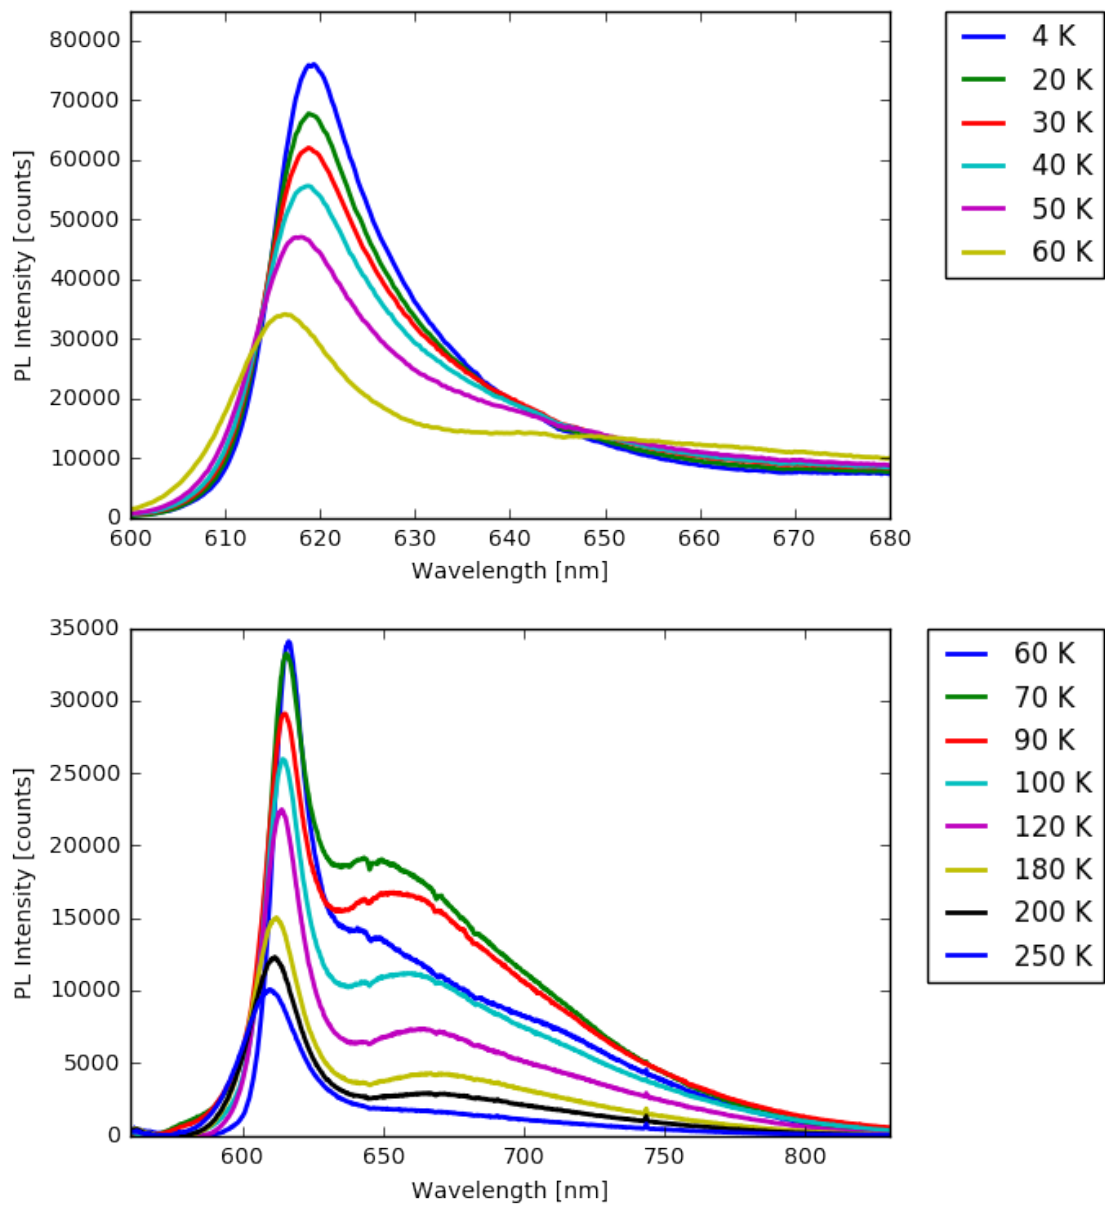 80000
70000
60000
50000
40000
30000
20000
10000
0
PL Intensity [counts]
600 610 620 630 640 650 660 670 680
Wavelength [nm]
4 K
20 K
30 K
40 K
50 K
60 K
35000
30000
25000
20000
15000
10000
5000
0
PL Intensity [counts]
600 650 700 750 800
Wavelength [nm]
60 K
70 K
90 K
100 K
120 K
180 K
200 K
250 K